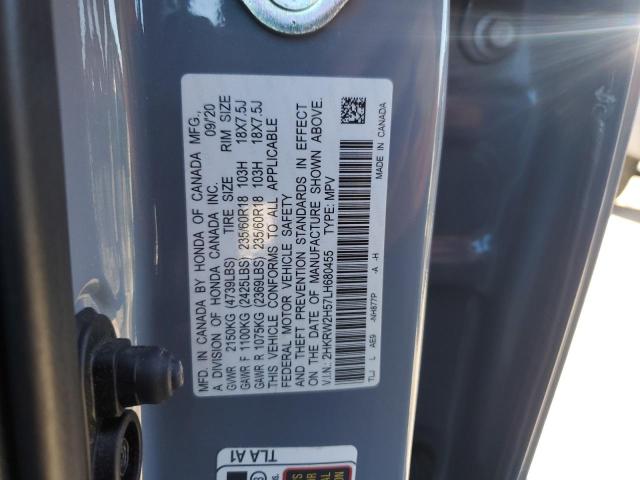 MFD. IN CANADA BY HONDA OF CANADA MFG.,
A DIVISION OF HONDA CANADA INC. 09/20
GVWR 2150KG (4739LBS) TIRE SIZE RIM SIZE
GAWR F 1100KG (2425LBS) 235/60R18 103H 18X7.5J
GAWR R 1075KG (2369LBS) 235/60R18 103H 18X7.5J
THIS VEHICLE CONFORMS TO ALL APPLICABLE
FEDERAL MOTOR VEHICLE SAFETY
AND THEFT PREVENTION STANDARDS IN EFFECT
ON THE DATE OF MANUFACTURE SHOWN ABOVE.
V.I.N.: 2HKRW2H57LH680455 TYPE: MPV
TLJ L AE9 -NH877P -A -H MADE IN CANADA
TLA A1